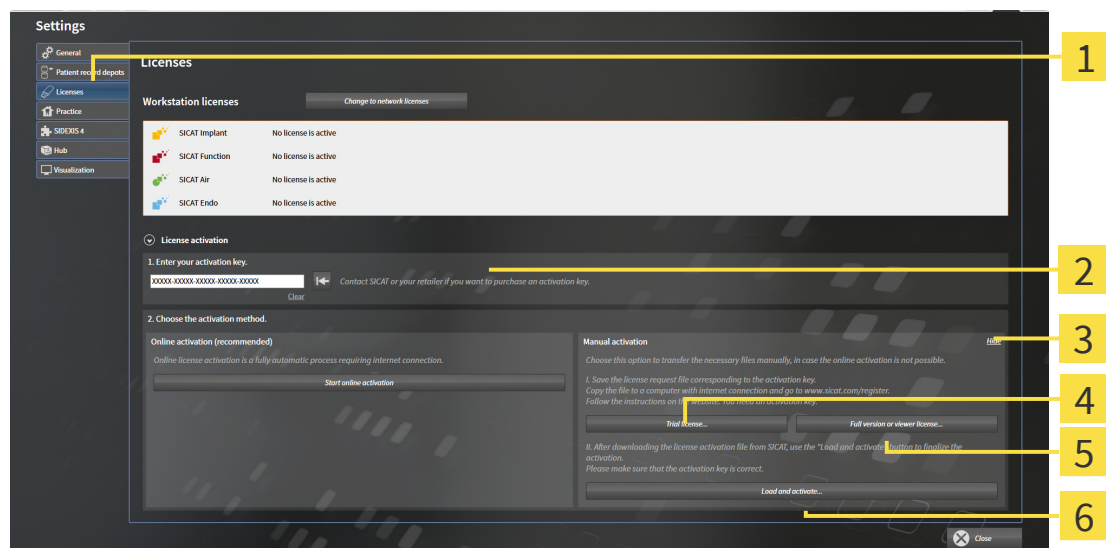 Settings
General
Patient record depots
Licenses
Practice
SIDEXIS 4
Hub
Visualization
Licenses
Workstation licenses
Change to network licenses
SICAT Implant No license is active
SICAT Function No license is active
SICAT Air No license is active
SICAT Endo No license is active
License activation
1. Enter your activation key.
XXXXX-XXXXX-XXXXX-XXXXX-XXXXX
Contact SICAT or your retailer if you want to purchase an activation key.
Clear
2. Choose the activation method.
Online activation (recommended)
Online license activation is a fully automatic process requiring internet connection.
Start online activation
Manual activation
Hide
Choose this option to transfer the necessary files manually, in case the online activation is not possible.
I. Save the license request file corresponding to the activation key.
Copy the file to a computer with internet connection and go to www.sicat.com/register.
Follow the instructions on the website. You need an activation key.
Trial license...
Full version or viewer license...
II. After downloading the license activation file from SICAT, use the "Load and activate" button to finalize the
activation.
Please make sure that the activation key is correct.
Load and activate...
Close
1
2
3
4
5
6